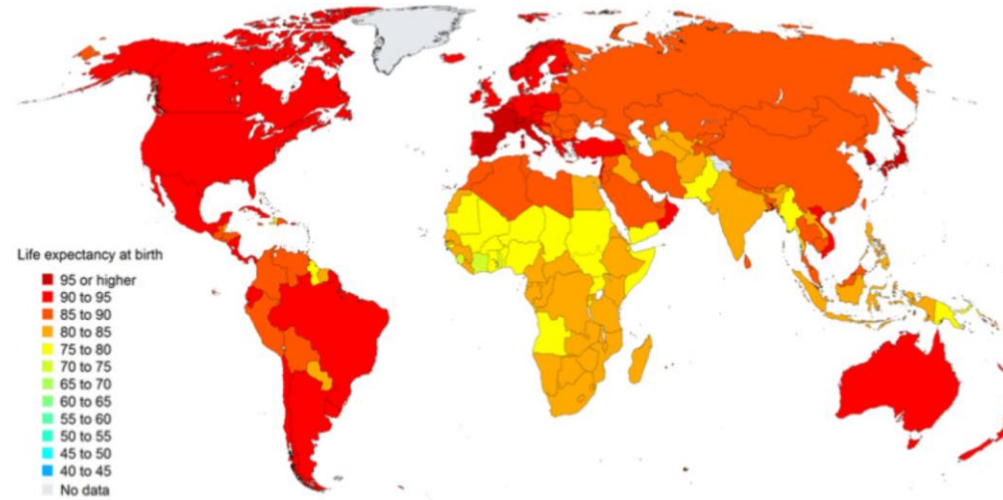 Life expectancy at birth
95 or higher
90 to 95
85 to 90
80 to 85
75 to 80
70 to 75
65 to 70
60 to 65
55 to 60
50 to 55
45 to 50
40 to 45
No data